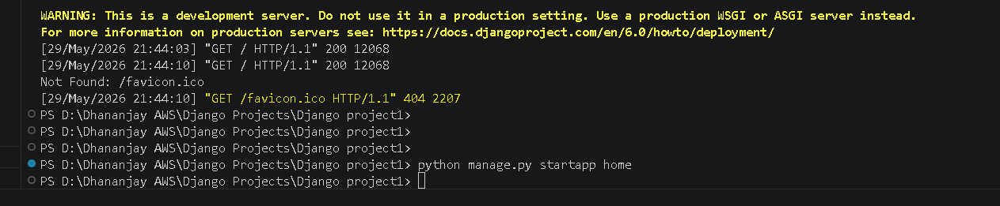 WARNING: This is a development server. Do not use it in a production setting. Use a production WSGI or ASGI server instead.
For more information on production servers see: https://docs.djangoproject.com/en/6.0/howto/deployment/
[29/May/2026 21:44:03] "GET / HTTP/1.1" 200 12068
[29/May/2026 21:44:10] "GET / HTTP/1.1" 200 12068
Not Found: /favicon.ico
[29/May/2026 21:44:10] "GET /favicon.ico HTTP/1.1" 404 2207
PS D:\Dhananjay AWS\Django Projects\Django project1>
PS D:\Dhananjay AWS\Django Projects\Django project1>
PS D:\Dhananjay AWS\Django Projects\Django project1>
PS D:\Dhananjay AWS\Django Projects\Django project1> python manage.py startapp home
PS D:\Dhananjay AWS\Django Projects\Django project1>